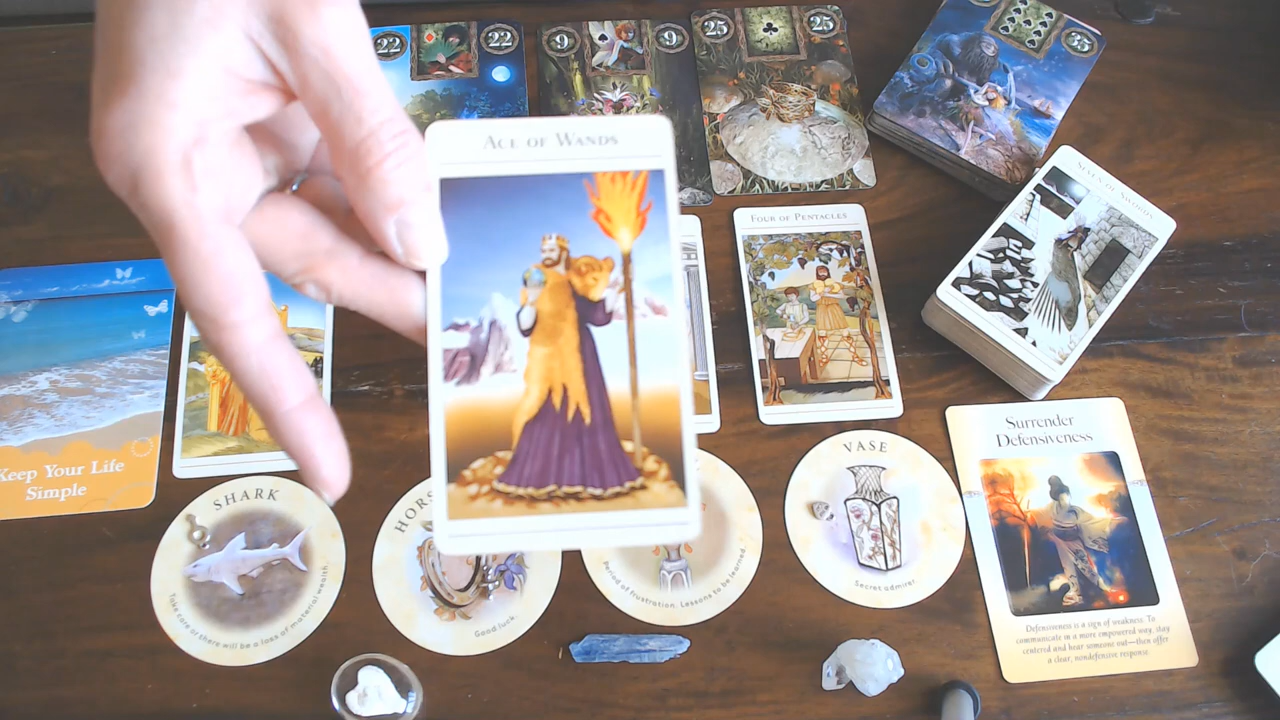 22
22
9
9
25
25
35
ACE OF WANDS
FOUR OF PENTACLES
SEVEN OF SWORDS
Keep Your Life
Simple
Surrender
Defensiveness
Defensiveness is a sign of weakness. To
communicate in a more empowered way, stay
centered and hear someone out—then offer
a clear, nondefensive response.
SHARK
Take care or there will be a loss of material wealth.
HORS
Good luck.
Period of frustration. Lessons to be learned.
VASE
Secret admirer.